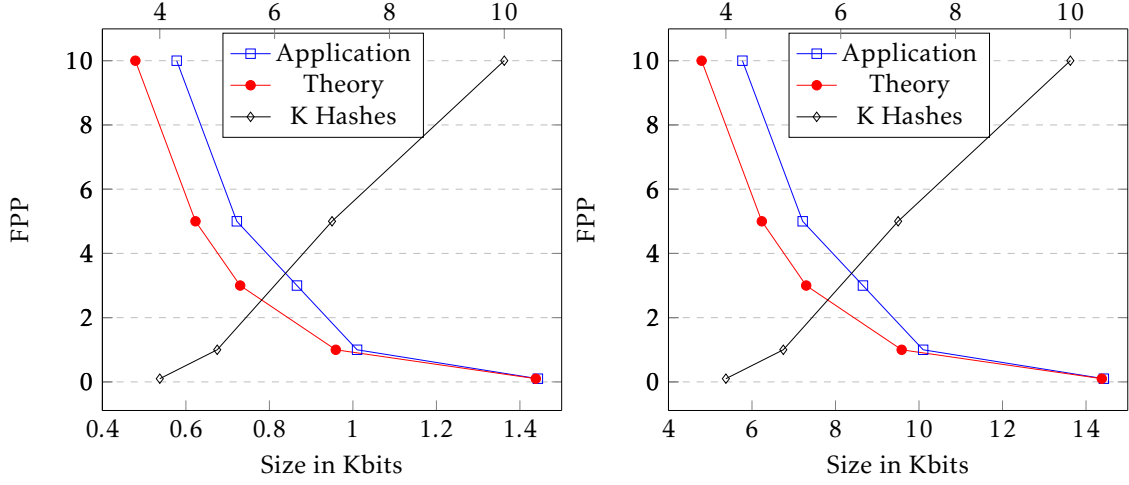 4 6 8 10
Application
Theory
K Hashes
10
8
6
4
2
0
FPP
0.4 0.6 0.8 1 1.2 1.4
Size in Kbits
4 6 8 10
Application
Theory
K Hashes
10
8
6
4
2
0
FPP
4 6 8 10 12 14
Size in Kbits